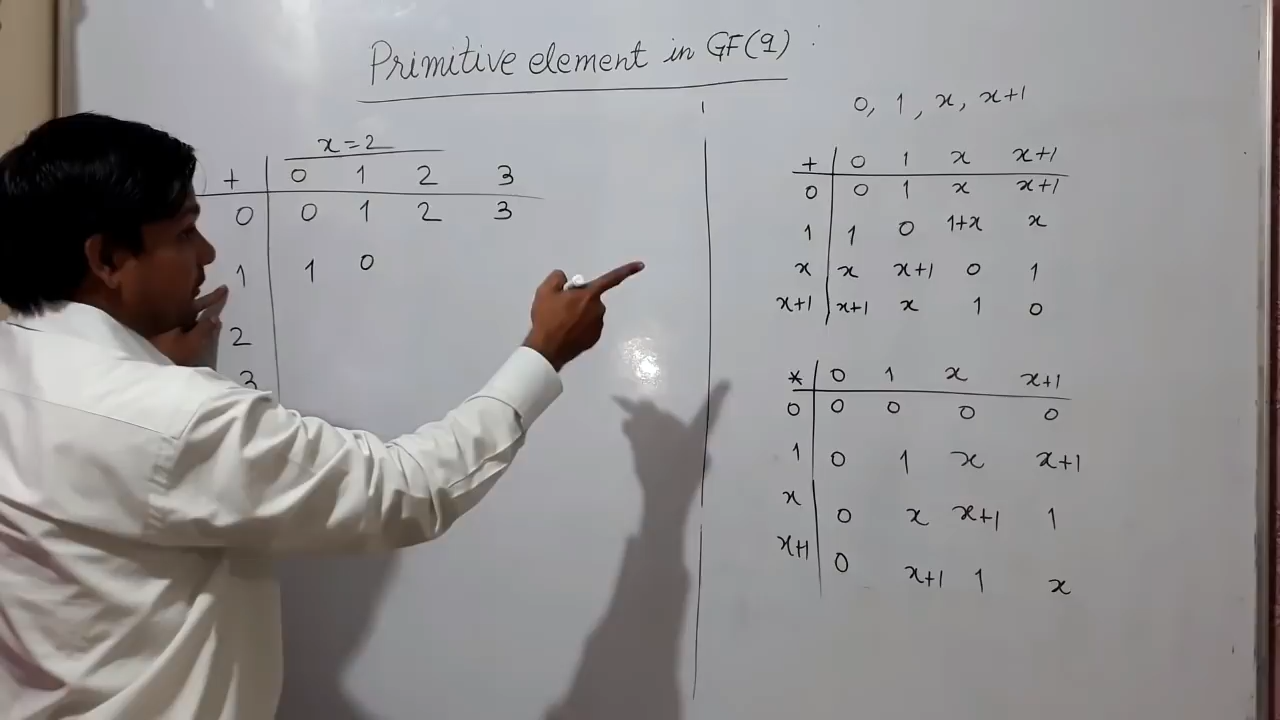 Primitive element in GF(q) :
x = 2
+ 0 1 2 3
0 0 1 2 3
1 1 0
2
3
0, 1, x, x+1
+ 0 1 x x+1
0 0 1 x x+1
1 1 0 1+x x
x x x+1 0 1
x+1 x+1 x 1 0
* 0 1 x x+1
0 0 0 0 0
1 0 1 x x+1
x 0 x x+1 1
x+1 0 x+1 1 x